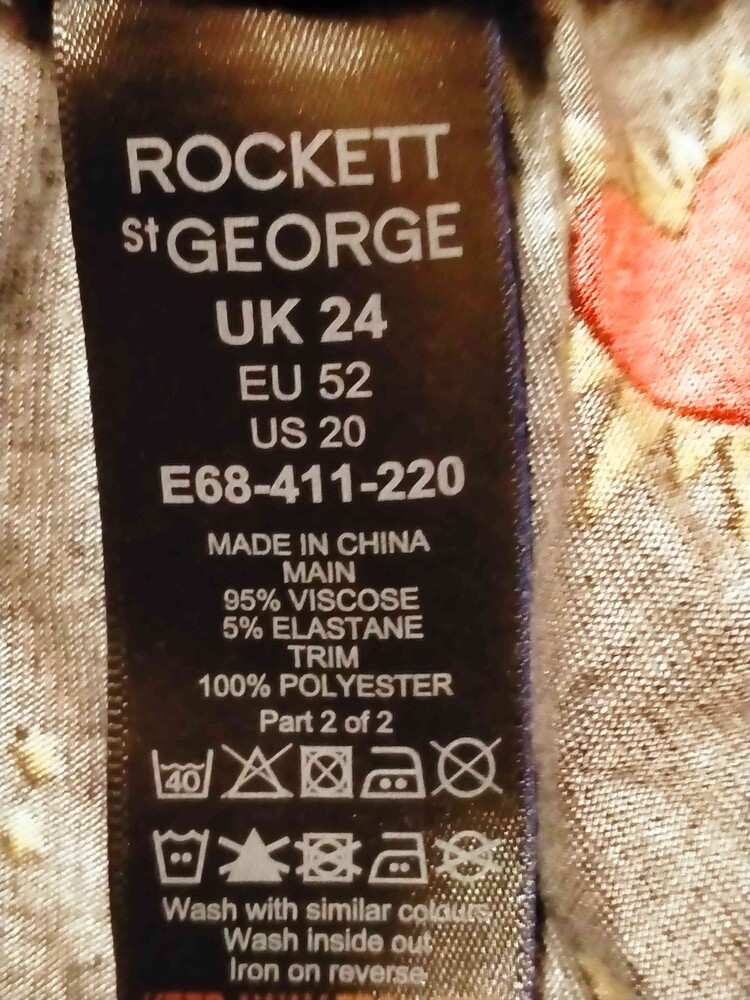 ROCKETT
St GEORGE
UK 24
EU 52
US 20
E68-411-220
MADE IN CHINA
MAIN
95% VISCOSE
5% ELASTANE
TRIM
100% POLYESTER
Part 2 of 2
40
Wash with similar colours
Wash inside out
Iron on reverse